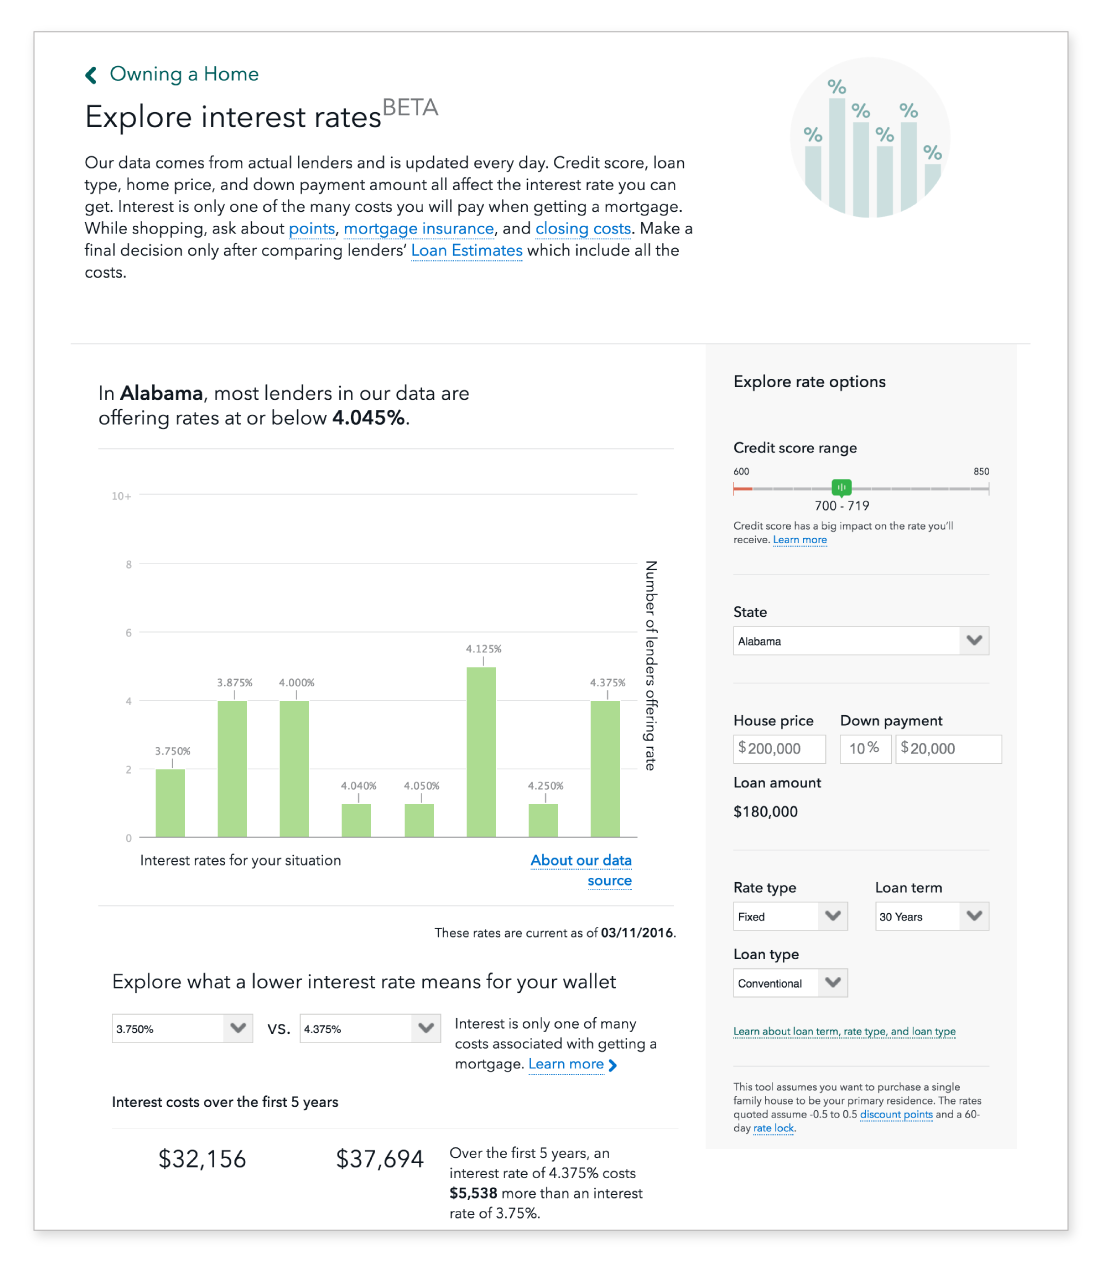 Owning a Home
Explore interest rates BETA
% % % % % %
Our data comes from actual lenders and is updated every day. Credit score, loan
type, home price, and down payment amount all affect the interest rate you can
get. Interest is only one of the many costs you will pay when getting a mortgage.
While shopping, ask about points, mortgage insurance, and closing costs. Make a
final decision only after comparing lenders’ Loan Estimates which include all the
costs.
In Alabama, most lenders in our data are
offering rates at or below 4.045%.
10+
8
6
4
2
0
3.750%
3.875%
4.000%
4.040%
4.050%
4.125%
4.250%
4.375%
Number of lenders offering rate
Interest rates for your situation
About our data
source
These rates are current as of 03/11/2016.
Explore what a lower interest rate means for your wallet
3.750% vs. 4.375%
Interest is only one of many
costs associated with getting a
mortgage. Learn more
Interest costs over the first 5 years
$32,156 $37,694
Over the first 5 years, an
interest rate of 4.375% costs
$5,538 more than an interest
rate of 3.75%.
Explore rate options
Credit score range
600 850
700 - 719
Credit score has a big impact on the rate you’ll
receive. Learn more
State
Alabama
House price Down payment
$ 200,000 10 % $ 20,000
Loan amount
$180,000
Rate type Loan term
Fixed 30 Years
Loan type
Conventional
Learn about loan term, rate type, and loan type
This tool assumes you want to purchase a single
family house to be your primary residence. The rates
quoted assume -0.5 to 0.5 discount points and a 60-
day rate lock.